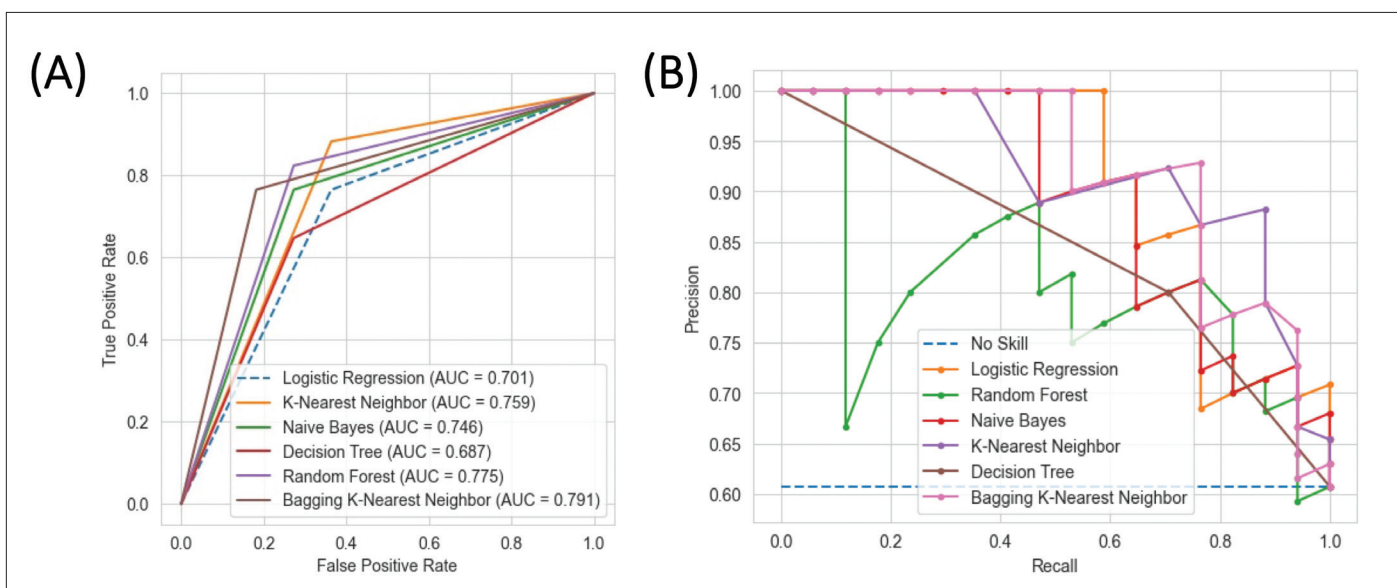 (A)
True Positive Rate
1.0
0.8
0.6
0.4
0.2
0.0
Logistic Regression (AUC = 0.701)
K-Nearest Neighbor (AUC = 0.759)
Naive Bayes (AUC = 0.746)
Decision Tree (AUC = 0.687)
Random Forest (AUC = 0.775)
Bagging K-Nearest Neighbor (AUC = 0.791)
0.0 0.2 0.4 0.6 0.8 1.0
False Positive Rate
(B)
Precision
1.00
0.95
0.90
0.85
0.80
0.75
0.70
0.65
0.60
No Skill
Logistic Regression
Random Forest
Naive Bayes
K-Nearest Neighbor
Decision Tree
Bagging K-Nearest Neighbor
0.0 0.2 0.4 0.6 0.8 1.0
Recall